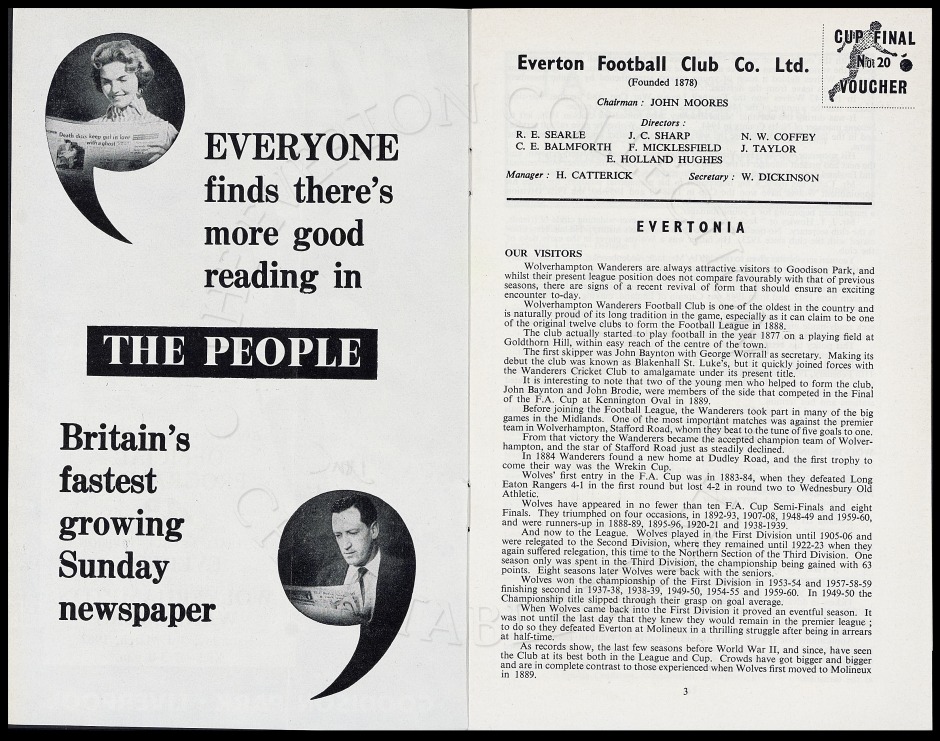 Death disc keep girl in love
with a ghost
EVERYONE
finds there's
more good
reading in
THE PEOPLE
Britain's
fastest
growing
Sunday
newspaper
CUP FINAL
No 20
VOUCHER
Everton Football Club Co. Ltd.
(Founded 1878)
Chairman : JOHN MOORES
Directors :
R. E. SEARLE J. C. SHARP N. W. COFFEY
C. E. BALMFORTH F. MICKLESFIELD J. TAYLOR
E. HOLLAND HUGHES
Manager : H. CATTERICK Secretary : W. DICKINSON
EVERTONIA
OUR VISITORS
Wolverhampton Wanderers are always attractive visitors to Goodison Park, and
whilst their present league position does not compare favourably with that of previous
seasons, there are signs of a recent revival of form that should ensure an exciting
encounter to-day.
Wolverhampton Wanderers Football Club is one of the oldest in the country and
is naturally proud of its long tradition in the game, especially as it can claim to be one
of the original twelve clubs to form the Football League in 1888.
The club actually started to play football in the year 1877 on a playing field at
Goldthorn Hill, within easy reach of the centre of the town.
The first skipper was John Baynton with George Worrall as secretary. Making its
debut the club was known as Blakenhall St. Luke's, but it quickly joined forces with
the Wanderers Cricket Club to amalgamate under its present title.
It is interesting to note that two of the young men who helped to form the club,
John Baynton and John Brodie, were members of the side that competed in the Final
of the F.A. Cup at Kennington Oval in 1889.
Before joining the Football League, the Wanderers took part in many of the big
games in the Midlands. One of the most important matches was against the premier
team in Wolverhampton, Stafford Road, whom they beat to the tune of five goals to one.
From that victory the Wanderers became the accepted champion team of Wolver-
hampton, and the star of Stafford Road just as steadily declined.
In 1884 Wanderers found a new home at Dudley Road, and the first trophy to
come their way was the Wrekin Cup.
Wolves' first entry in the F.A. Cup was in 1883-84, when they defeated Long
Eaton Rangers 4-1 in the first round but lost 4-2 in round two to Wednesbury Old
Athletic.
Wolves have appeared in no fewer than ten F.A. Cup Semi-Finals and eight
Finals. They triumphed on four occasions, in 1892-93, 1907-08, 1948-49 and 1959-60,
and were runners-up in 1888-89, 1895-96, 1920-21 and 1938-1939.
And now to the League. Wolves played in the First Division until 1905-06 and
were relegated to the Second Division, where they remained until 1922-23 when they
again suffered relegation, this time to the Northern Section of the Third Division. One
season only was spent in the Third Division, the championship being gained with 63
points. Eight seasons later Wolves were back with the seniors.
Wolves won the championship of the First Division in 1953-54 and 1957-58-59
finishing second in 1937-38, 1938-39, 1949-50, 1954-55 and 1959-60. In 1949-50 the
Championship title slipped through their grasp on goal average.
When Wolves came back into the First Division it proved an eventful season. It
was not until the last day that they knew they would remain in the premier league ;
to do so they defeated Everton at Molineux in a thrilling struggle after being in arrears
at half-time.
As records show, the last few seasons before World War II, and since, have seen
the Club at its best both in the League and Cup. Crowds have got bigger and bigger
and are in complete contrast to those experienced when Wolves first moved to Molineux
in 1889.
3